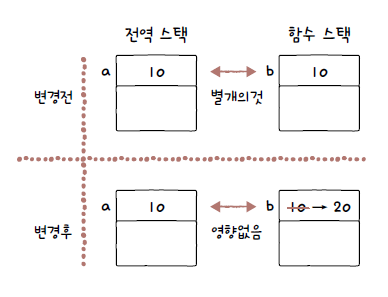 전역 스택
함수 스택
a
10
b
10
변경전
별개의것
a
10
b
10 → 20
변경후
영향없음